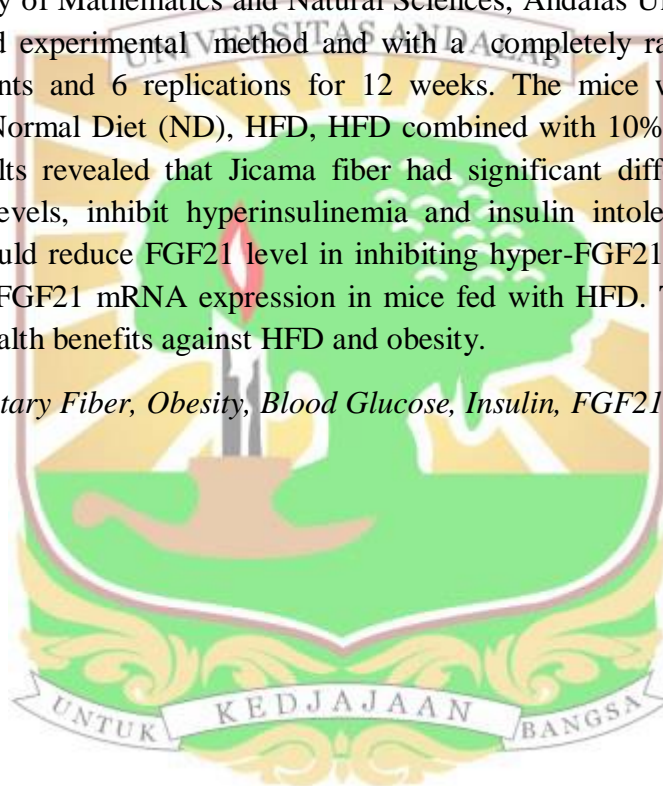 y of Mathematics and Natural Sciences, Andalas U
d experimental method and with a completely ra
UNIVERSITAS ANDALAS
nts and 6 replications for 12 weeks. The mice w
Normal Diet (ND), HFD, HFD combined with 10%
lts revealed that Jicama fiber had significant diff
evels, inhibit hyperinsulinemia and insulin intole
uld reduce FGF21 level in inhibiting hyper-FGF21
FGF21 mRNA expression in mice fed with HFD. T
alth benefits against HFD and obesity.
tary Fiber, Obesity, Blood Glucose, Insulin, FGF21
UNTUK KEDJAJAAN BANGSA